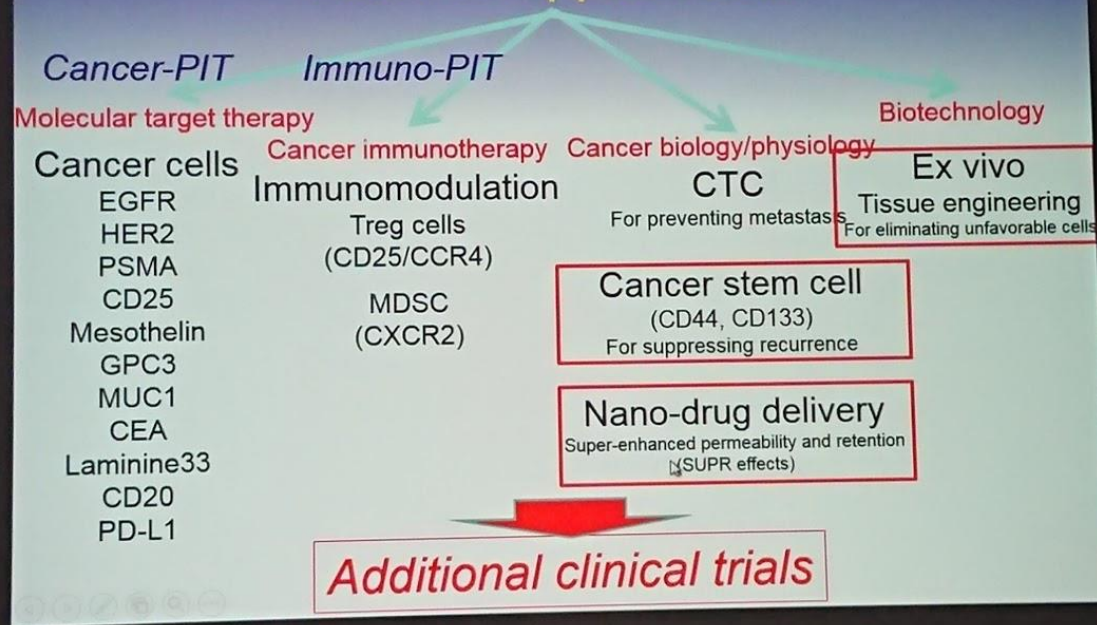 Cancer-PIT
Immuno-PIT
Molecular target therapy
Cancer cells
EGFR
HER2
PSMA
CD25
Mesothelin
GPC3
MUC1
CEA
Laminine33
CD20
PD-L1
Cancer immunotherapy
Immunomodulation
Treg cells
(CD25/CCR4)
MDSC
(CXCR2)
Cancer biology/physiology
CTC
For preventing metastasis
Cancer stem cell
(CD44, CD133)
For suppressing recurrence
Nano-drug delivery
Super-enhanced permeability and retention
(SUPR effects)
Biotechnology
Ex vivo
Tissue engineering
For eliminating unfavorable cells
Additional clinical trials